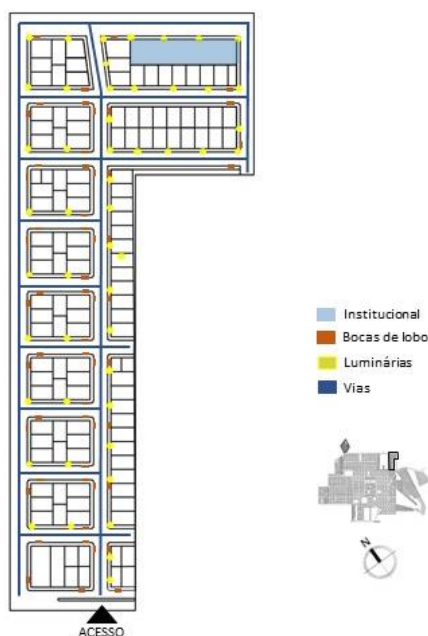 Institucional
Bocas de lobo
Luminárias
Vias
N
ACESSO